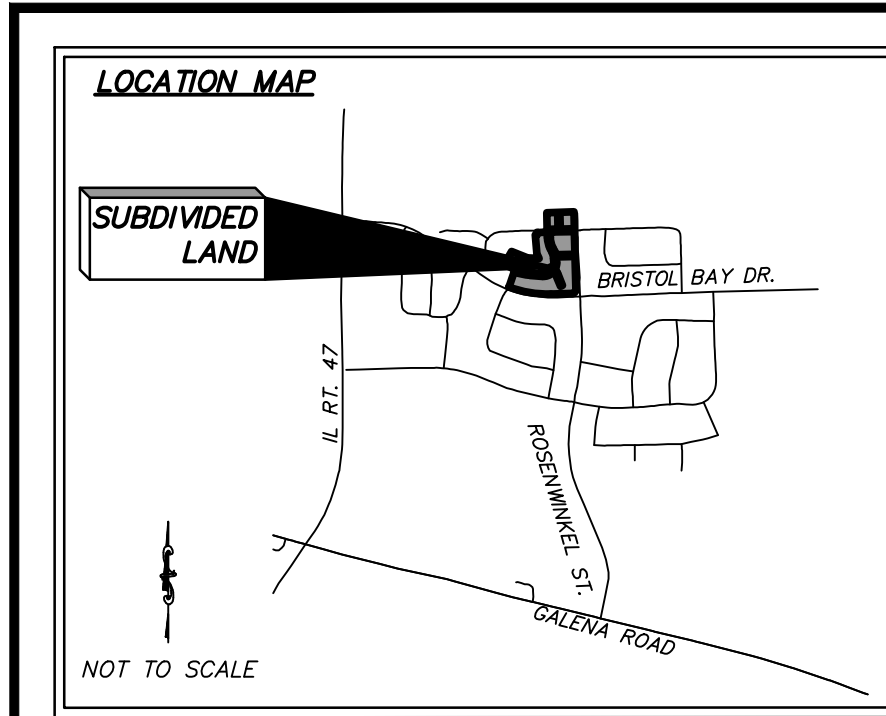 LOCATION MAP
SUBDIVIDED
LAND
BRISTOL BAY DR.
IL RT. 47
ROSENWINKEL ST.
GALENA ROAD
NOT TO SCALE